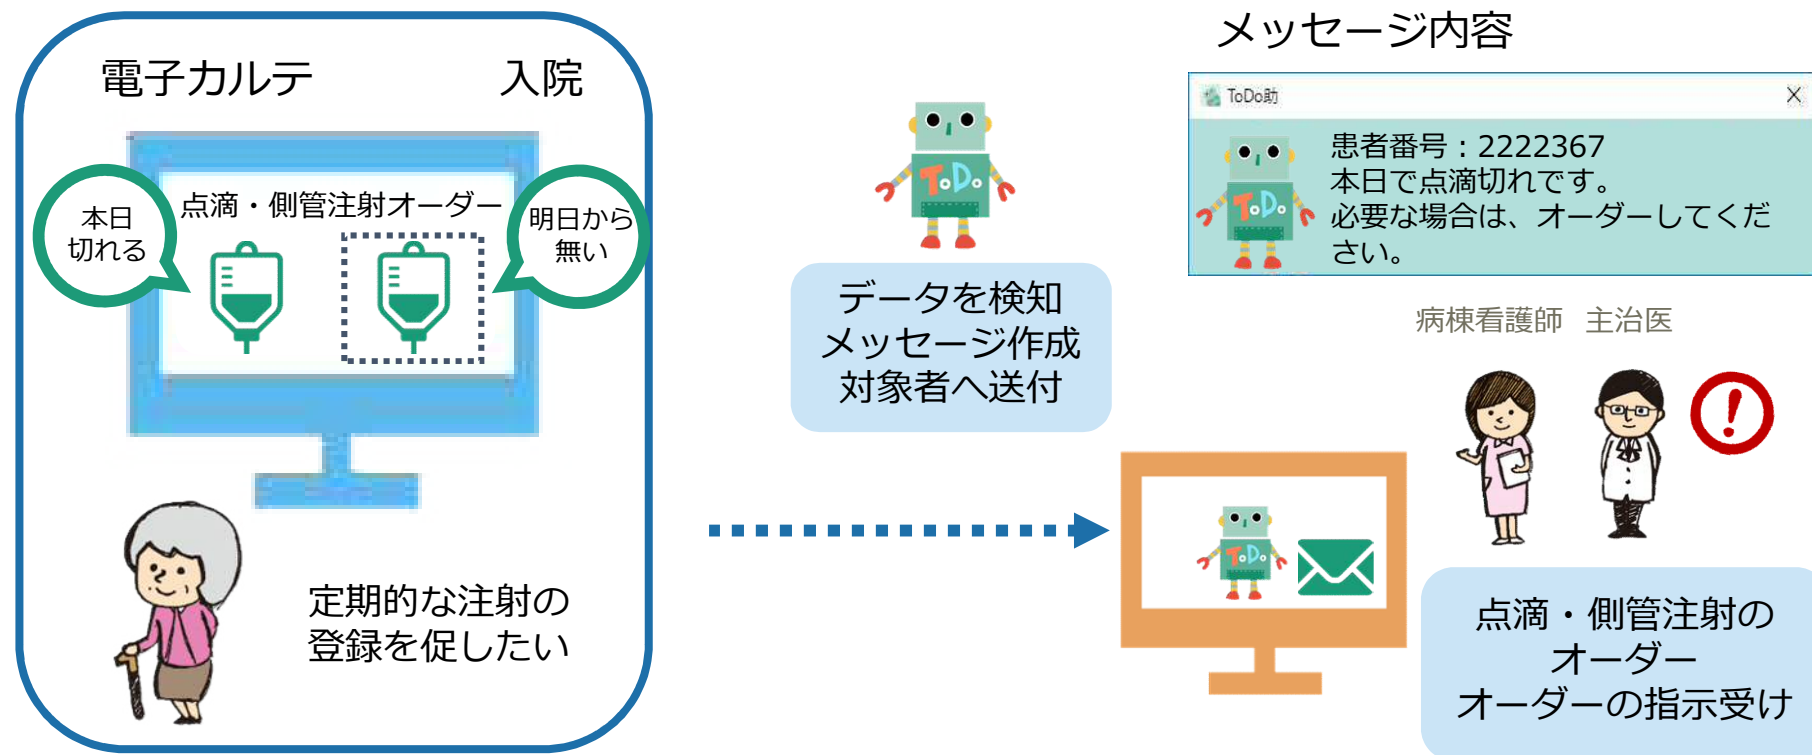 電子カルテ 入院
本日
切れる
点滴・側管注射オーダー
明日から
無い
定期的な注射の
登録を促したい
ToDo
データを検知
メッセージ作成
対象者へ送付
メッセージ内容
ToDo助
ToDo
患者番号：2222367
本日で点滴切れです。
必要な場合は、オーダーしてくだ
さい。
病棟看護師 主治医
!
ToDo
点滴・側管注射の
オーダー
オーダーの指示受け